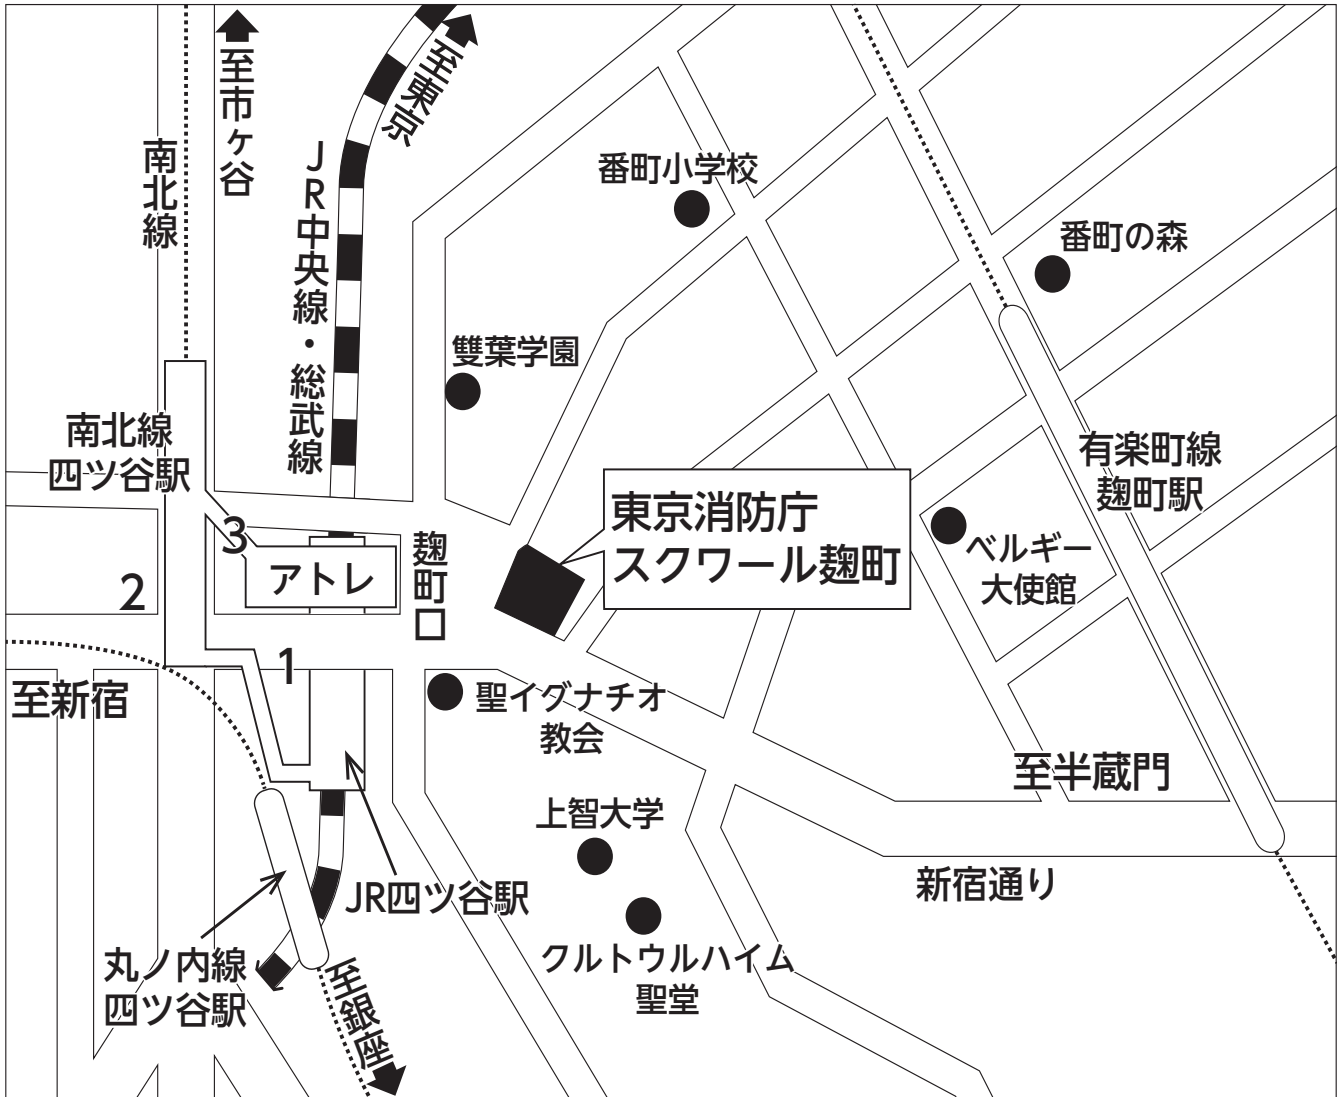 至市ケ谷
至東京
南北線
JR中央線・総武線
番町小学校
番町の森
雙葉学園
南北線
四ツ谷駅
有楽町線
麹町駅
東京消防庁
スクワール麹町
3
アトレ
麹町口
ベルギー
大使館
2
1
至新宿
聖イグナチオ
教会
至半蔵門
上智大学
新宿通り
JR四ツ谷駅
クルトゥルハイム
聖堂
丸ノ内線
四ツ谷駅
至銀座